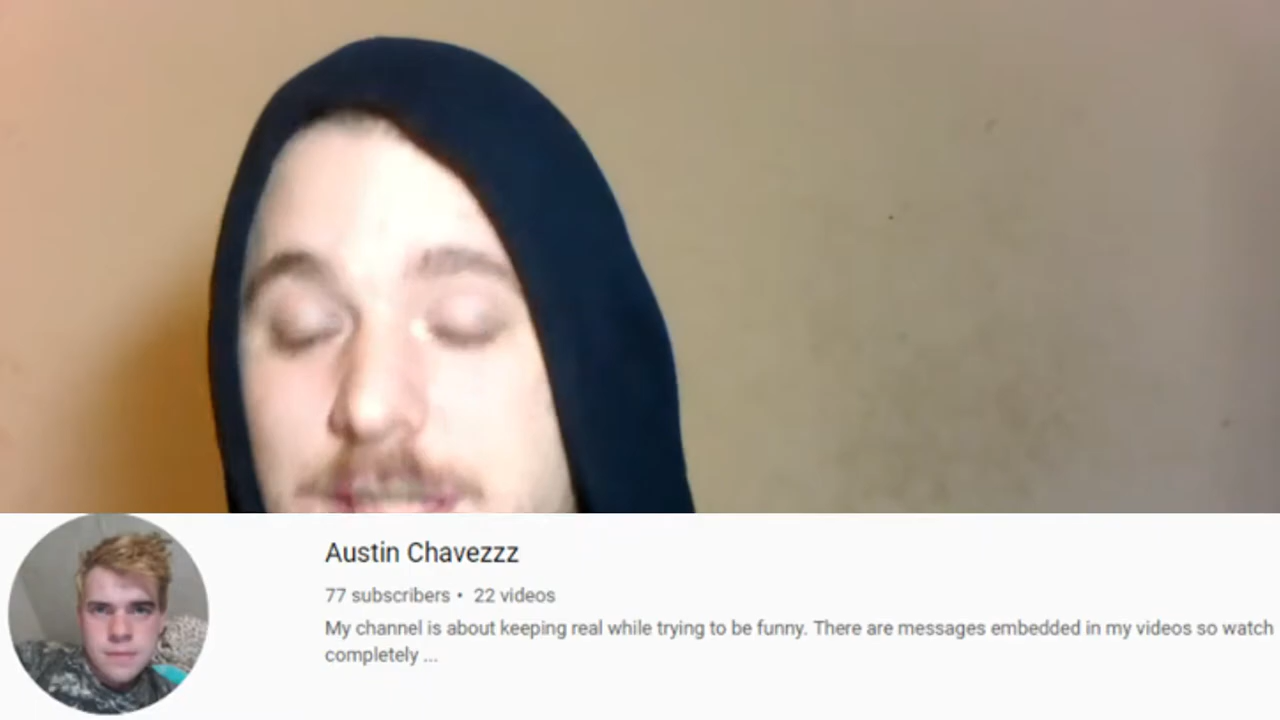 Austin Chavezzz
77 subscribers • 22 videos
My channel is about keeping real while trying to be funny. There are messages embedded in my videos so watch
completely ...